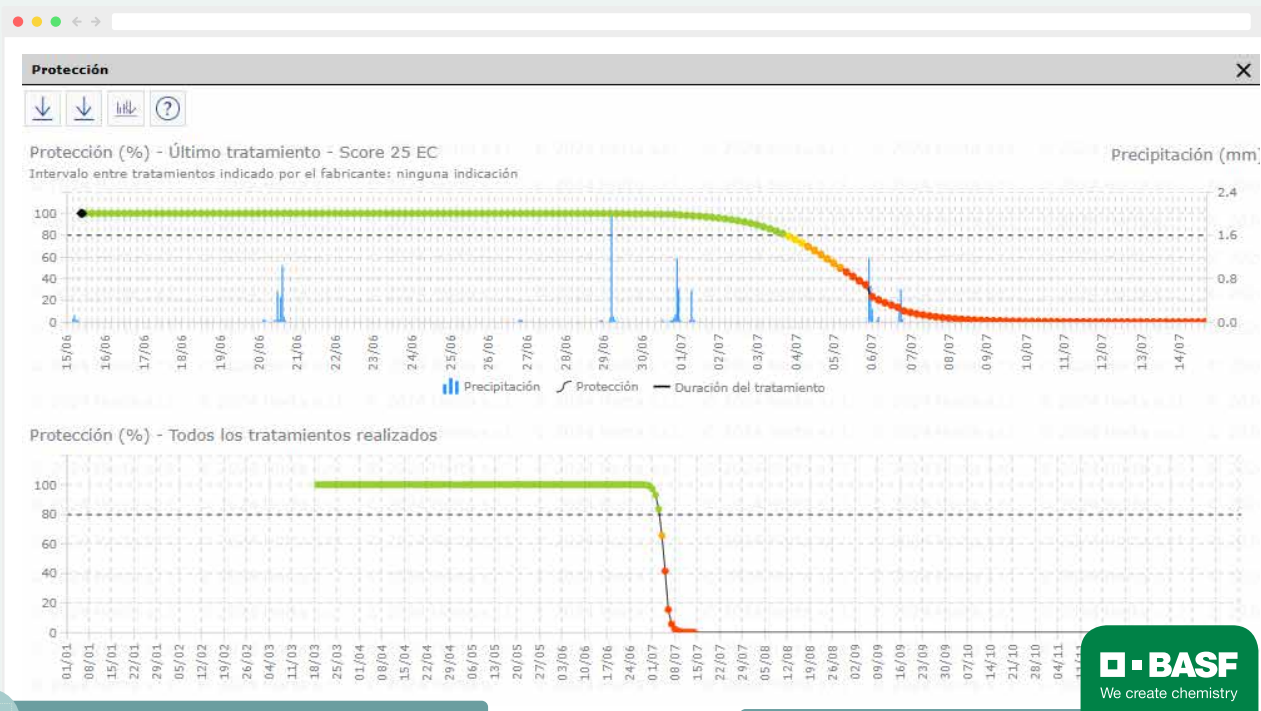 Protección
Protección (%) - Último tratamiento - Score 25 EC
Precipitación (mm)
Intervalo entre tratamientos indicado por el fabricante: ninguna indicación
100
80
60
40
20
0
2.4
1.6
0.8
0.0
15/06 16/06 17/06 18/06 19/06 20/06 21/06 22/06 23/06 24/06 25/06 26/06 27/06 28/06 29/06 30/06 01/07 02/07 03/07 04/07 05/07 06/07 07/07 08/07 09/07 10/07 11/07 12/07 13/07 14/07
Precipitación Protección Duración del tratamiento
Protección (%) - Todos los tratamientos realizados
100
80
60
40
20
0
01/01 08/01 15/01 22/01 29/01 05/02 12/02 19/02 26/02 04/03 11/03 18/03 25/03 01/04 08/04 15/04 22/04 29/04 06/05 13/05 20/05 27/05 03/06 10/06 17/06 24/06 01/07 08/07 15/07 22/07 29/07 05/08 12/08 19/08 26/08 02/09 09/09 16/09 23/09 30/09 07/10 14/10 21/10 28/10 04/11
BASF
We create chemistry